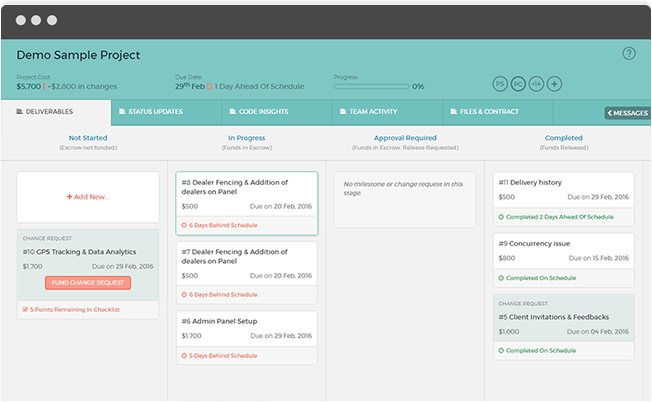 Demo Sample Project
?
Project Cost:
$5,700 ↑ +$2,800 in changes
Due Date:
29th Feb 1 Day Ahead Of Schedule
Progress
0%
PS PC +14 +
DELIVERABLES
STATUS UPDATES
CODE INSIGHTS
TEAM ACTIVITY
FILES & CONTRACT
< MESSAGES
Not Started
(Escrow not funded)
In Progress
(Funds in Escrow)
Approval Required
(Funds in Escrow, Release Requested)
Completed
(Funds Released)
+ Add New...
CHANGE REQUEST
#10 GPS Tracking & Data Analytics
$1,700 Due on 29 Feb, 2016
FUND CHANGE REQUEST
5 Points Remaining In Checklist
#8 Dealer Fencing & Addition of
dealers on Panel
$500 Due on 20 Feb, 2016
6 Days Behind Schedule
#7 Dealer Fencing & Addition of
dealers on Panel
$500 Due on 20 Feb, 2016
6 Days Behind Schedule
#6 Admin Panel Setup
$1,700 Due on 29 Feb, 2016
5 Days Behind Schedule
No milestone or change request in this
stage.
#11 Delivery history
$500 Due on 29 Feb, 2016
Completed 2 Days Ahead Of Schedule
#9 Concurrency issue
$800 Due on 15 Feb, 2016
Completed On Schedule
CHANGE REQUEST
#5 Client Invitations & Feedbacks
$1,000 Due on 04 Feb, 2016
Completed On Schedule